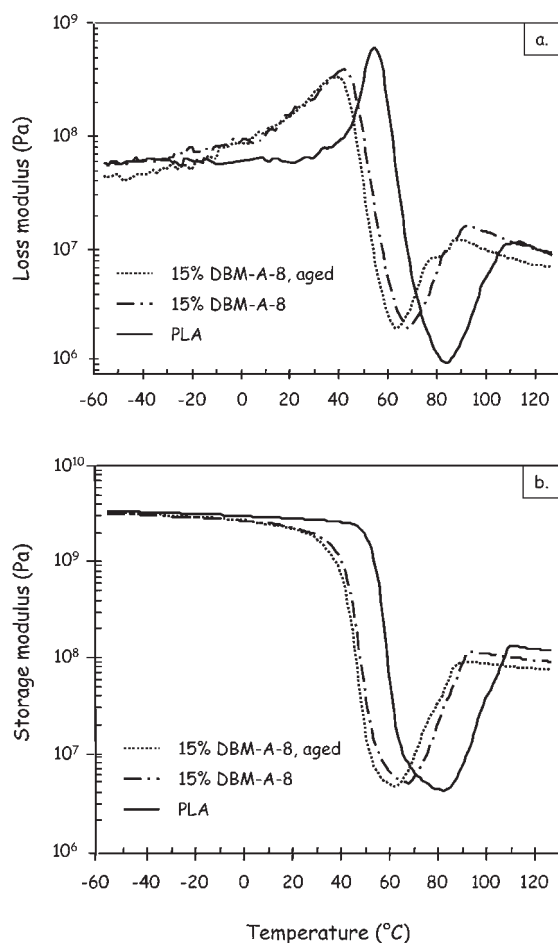 a.
10⁹
10⁸
10⁷
10⁶
Loss modulus (Pa)
15% DBM-A-8, aged
15% DBM-A-8
PLA
-60 -40 -20 0 20 40 60 80 100 120
b.
10¹⁰
10⁹
10⁸
10⁷
10⁶
Storage modulus (Pa)
15% DBM-A-8, aged
15% DBM-A-8
PLA
-60 -40 -20 0 20 40 60 80 100 120
Temperature (°C)